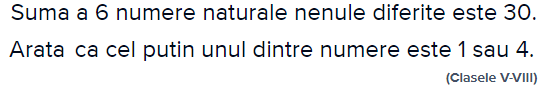 Suma a 6 numere naturale nenule diferite este 30.
Arata ca cel putin unul dintre numere este 1 sau 4.
(Clasele V-VIII)